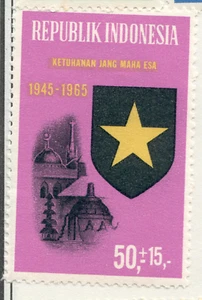 REPUBLIK INDONESIA
KETUHANAN JANG MAHA ESA
1945-1965
50,+15,-